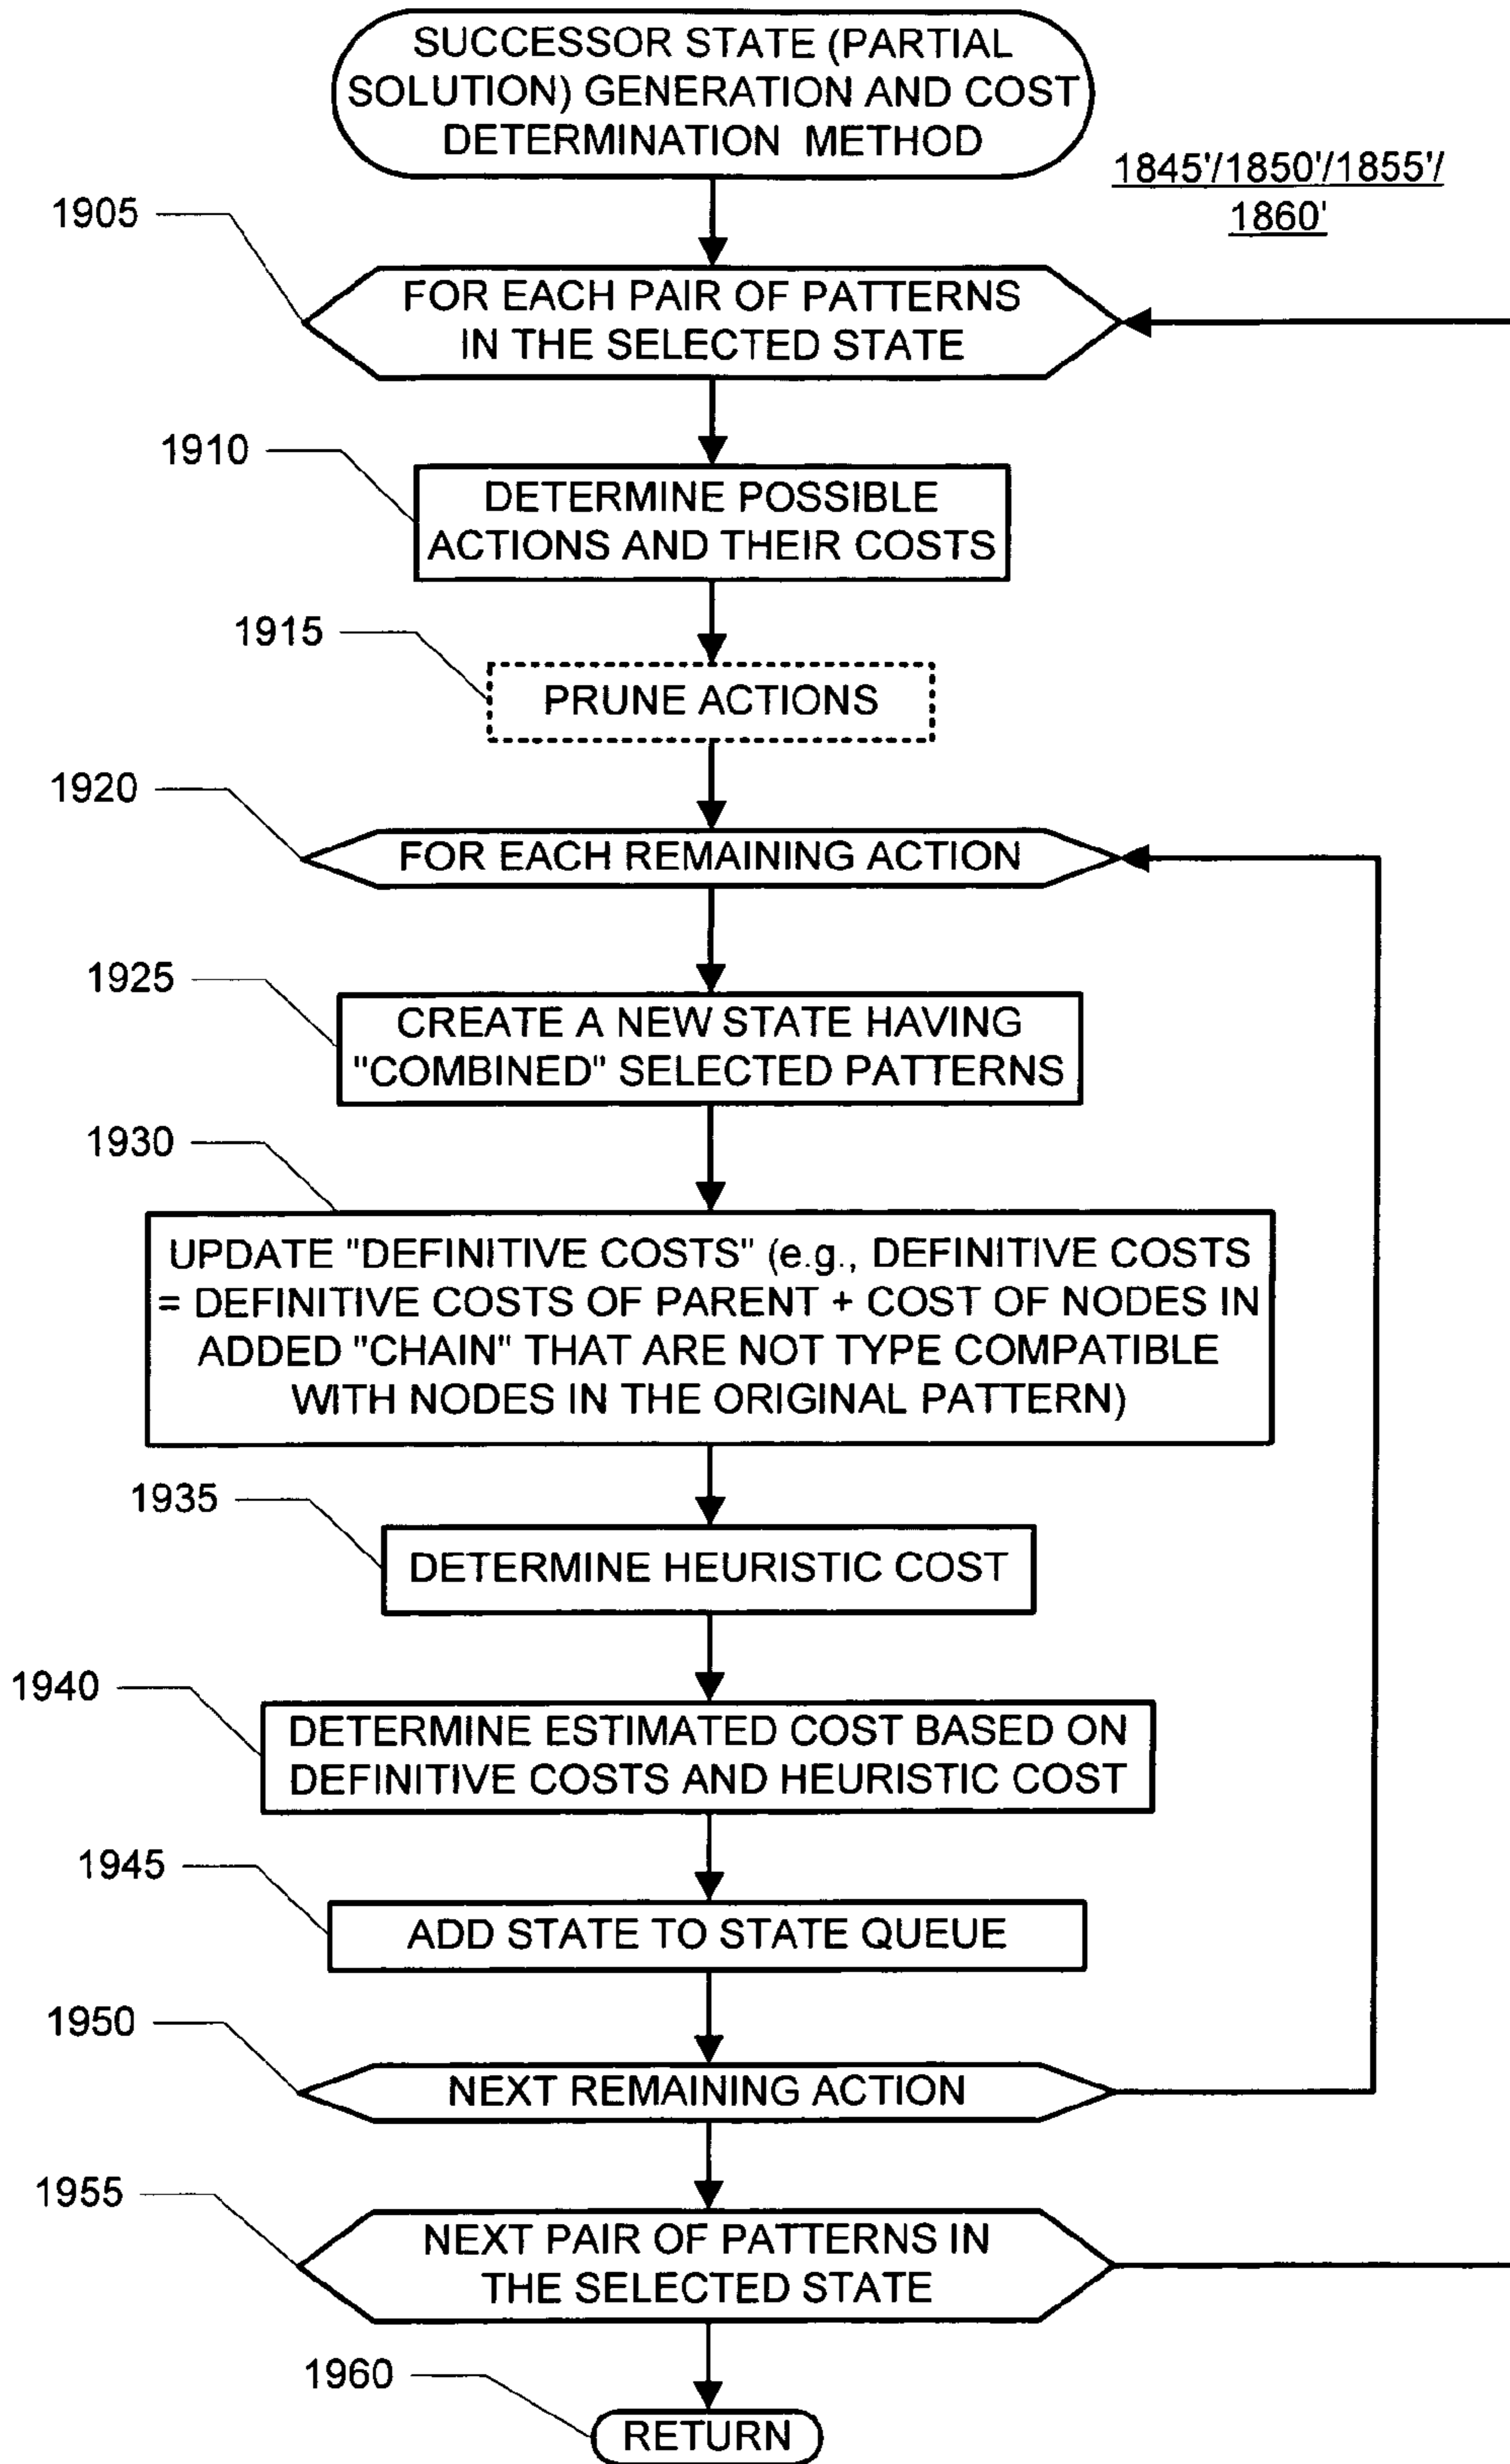 SUCCESSOR STATE (PARTIAL
SOLUTION) GENERATION AND COST
DETERMINATION METHOD
1845'/1850'/1855'/
1860'
1905
FOR EACH PAIR OF PATTERNS
IN THE SELECTED STATE
1910
DETERMINE POSSIBLE
ACTIONS AND THEIR COSTS
1915
PRUNE ACTIONS
1920
FOR EACH REMAINING ACTION
1925
CREATE A NEW STATE HAVING
"COMBINED" SELECTED PATTERNS
1930
UPDATE "DEFINITIVE COSTS" (e.g., DEFINITIVE COSTS
= DEFINITIVE COSTS OF PARENT + COST OF NODES IN
ADDED "CHAIN" THAT ARE NOT TYPE COMPATIBLE
WITH NODES IN THE ORIGINAL PATTERN)
1935
DETERMINE HEURISTIC COST
1940
DETERMINE ESTIMATED COST BASED ON
DEFINITIVE COSTS AND HEURISTIC COST
1945
ADD STATE TO STATE QUEUE
1950
NEXT REMAINING ACTION
1955
NEXT PAIR OF PATTERNS IN
THE SELECTED STATE
1960
RETURN